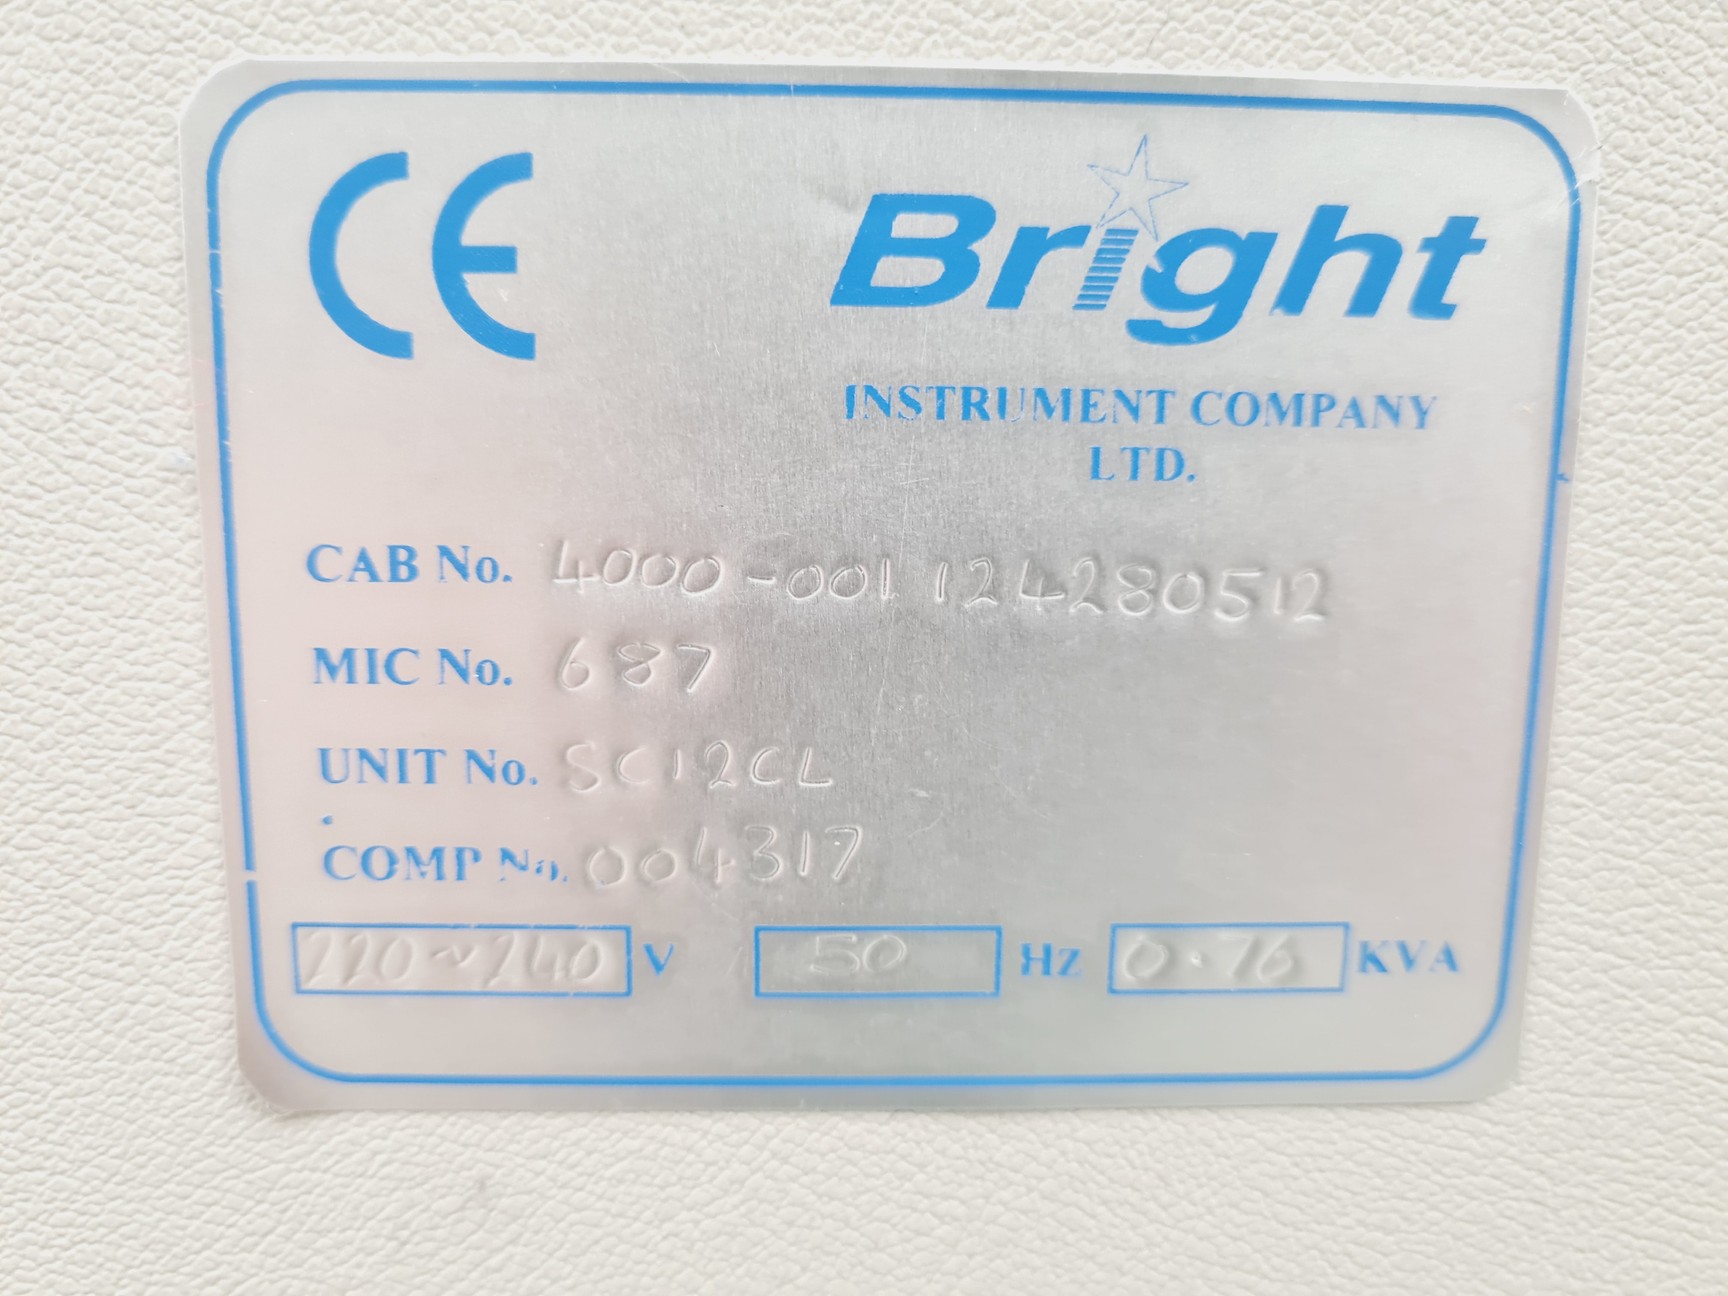 CE
Bright
INSTRUMENT COMPANY
LTD.
CAB No. 4000-001 124280512
MIC No. 687
UNIT No. SC12CL
COMP No. 004317
220~240 V 50 Hz 0.76 KVA